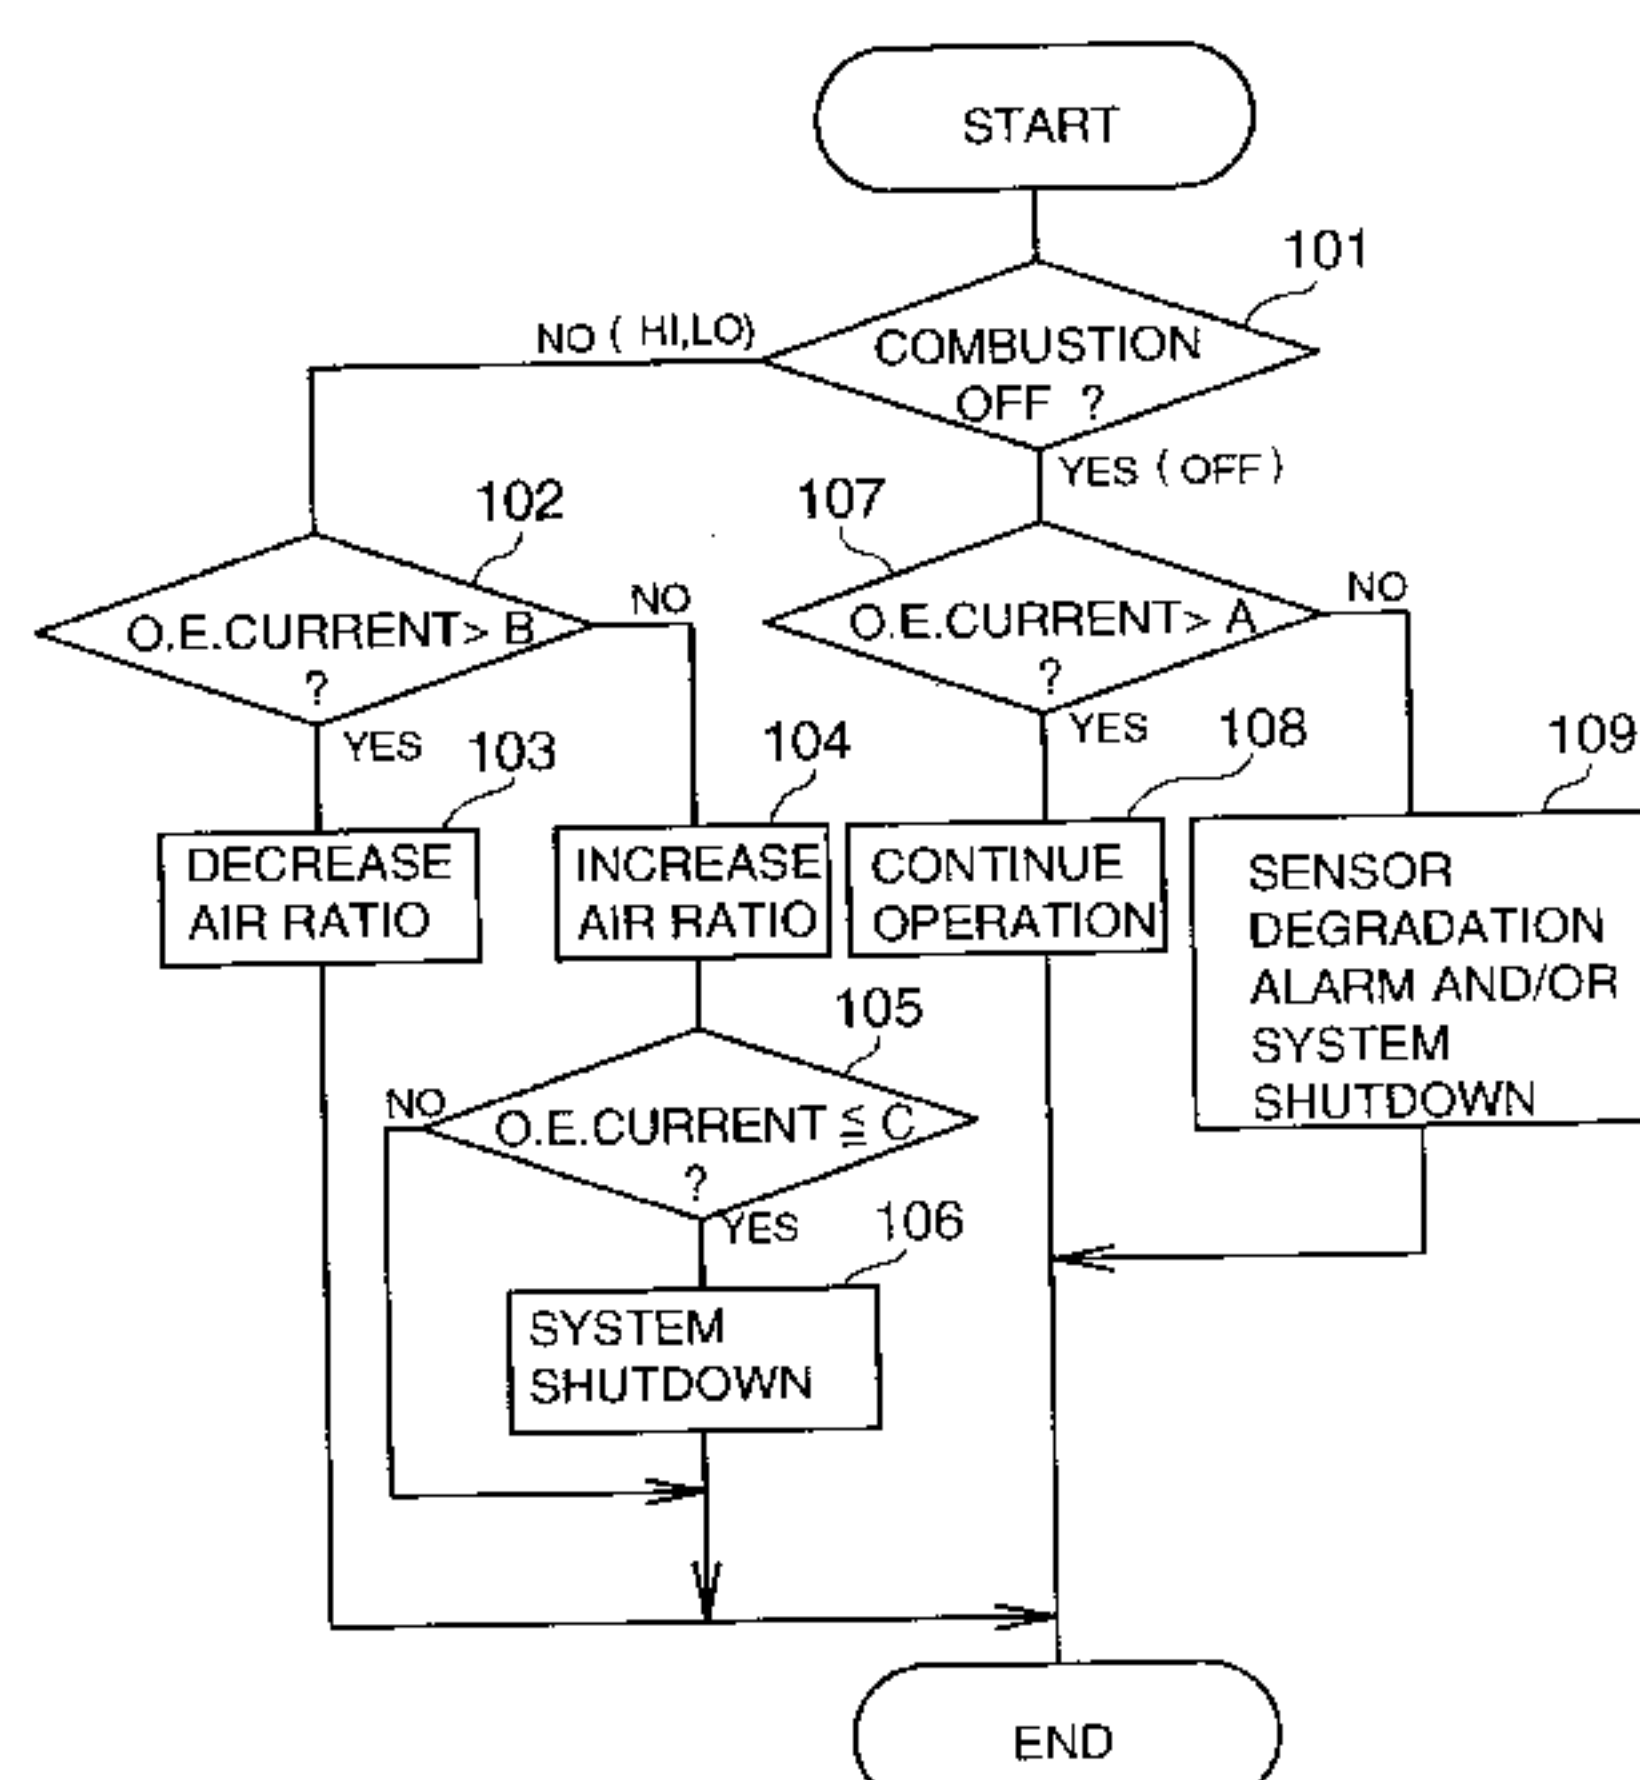 START
101
COMBUSTION
OFF ?
NO ( HI,LO)
YES ( OFF )
102
O.E.CURRENT> B
?
NO
YES
107
O.E.CURRENT> A
?
NO
YES
103
DECREASE
AIR RATIO
104
INCREASE
AIR RATIO
108
CONTINUE
OPERATION
109
SENSOR
DEGRADATION
ALARM AND/OR
SYSTEM
SHUTDOWN
105
O.E.CURRENT ≦ C
?
NO
YES
106
SYSTEM
SHUTDOWN
END